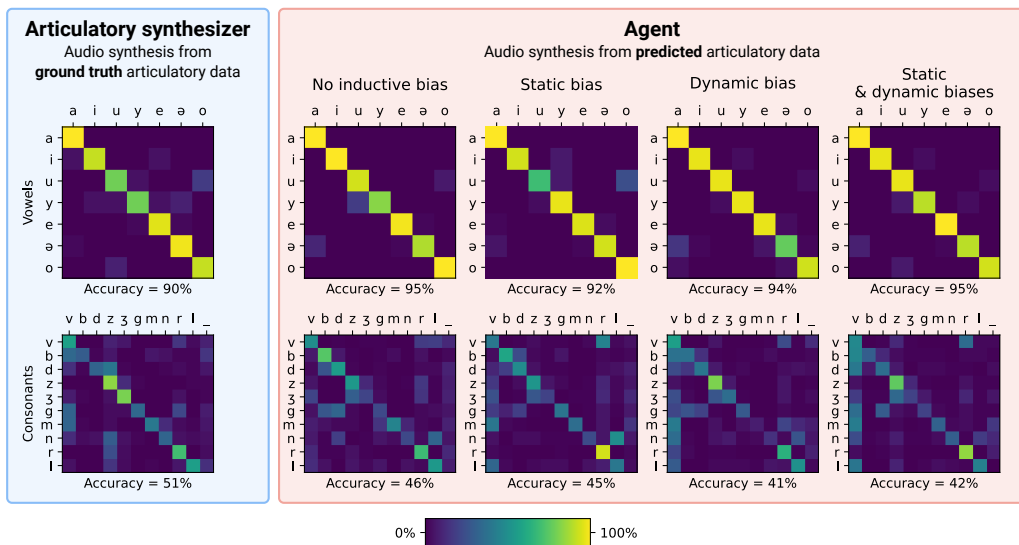 Articulatory synthesizer
Audio synthesis from
ground truth articulatory data
Agent
Audio synthesis from predicted articulatory data
No inductive bias
Static bias
Dynamic bias
Static
& dynamic biases
a i u y e ə o
a i u y e ə o
a i u y e ə o
a i u y e ə o
a i u y e ə o
Vowels
a
i
u
y
e
ə
o
a
i
u
y
e
ə
o
a
i
u
y
e
ə
o
a
i
u
y
e
ə
o
a
i
u
y
e
ə
o
Accuracy = 90%
Accuracy = 95%
Accuracy = 92%
Accuracy = 94%
Accuracy = 95%
v b d z ʒ g m n r l _
v b d z ʒ g m n r l _
v b d z ʒ g m n r l _
v b d z ʒ g m n r l _
v b d z ʒ g m n r l _
Consonants
v
b
d
z
ʒ
g
m
n
r
l
v
b
d
z
ʒ
g
m
n
r
l
v
b
d
z
ʒ
g
m
n
r
l
v
b
d
z
ʒ
g
m
n
r
l
v
b
d
z
ʒ
g
m
n
r
l
Accuracy = 51%
Accuracy = 46%
Accuracy = 45%
Accuracy = 41%
Accuracy = 42%
0%
100%